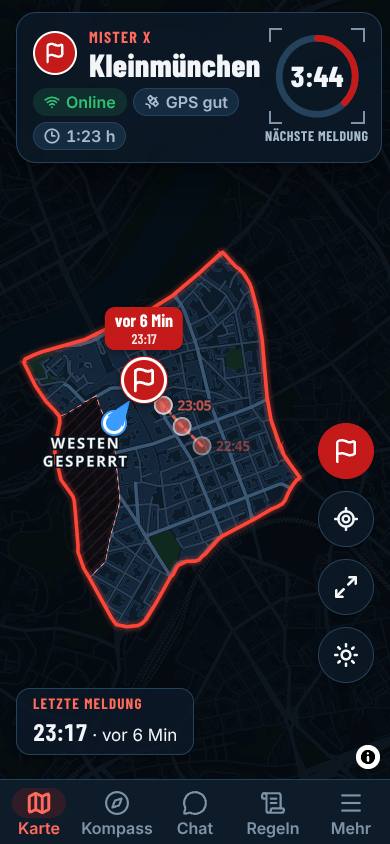 MISTER X
Kleinmünchen
Online
GPS gut
1:23 h
3:44
NÄCHSTE MELDUNG
vor 6 Min
23:17
23:05
22:45
WESTEN
GESPERRT
LETZTE MELDUNG
23:17 · vor 6 Min
Karte
Kompass
Chat
Regeln
Mehr